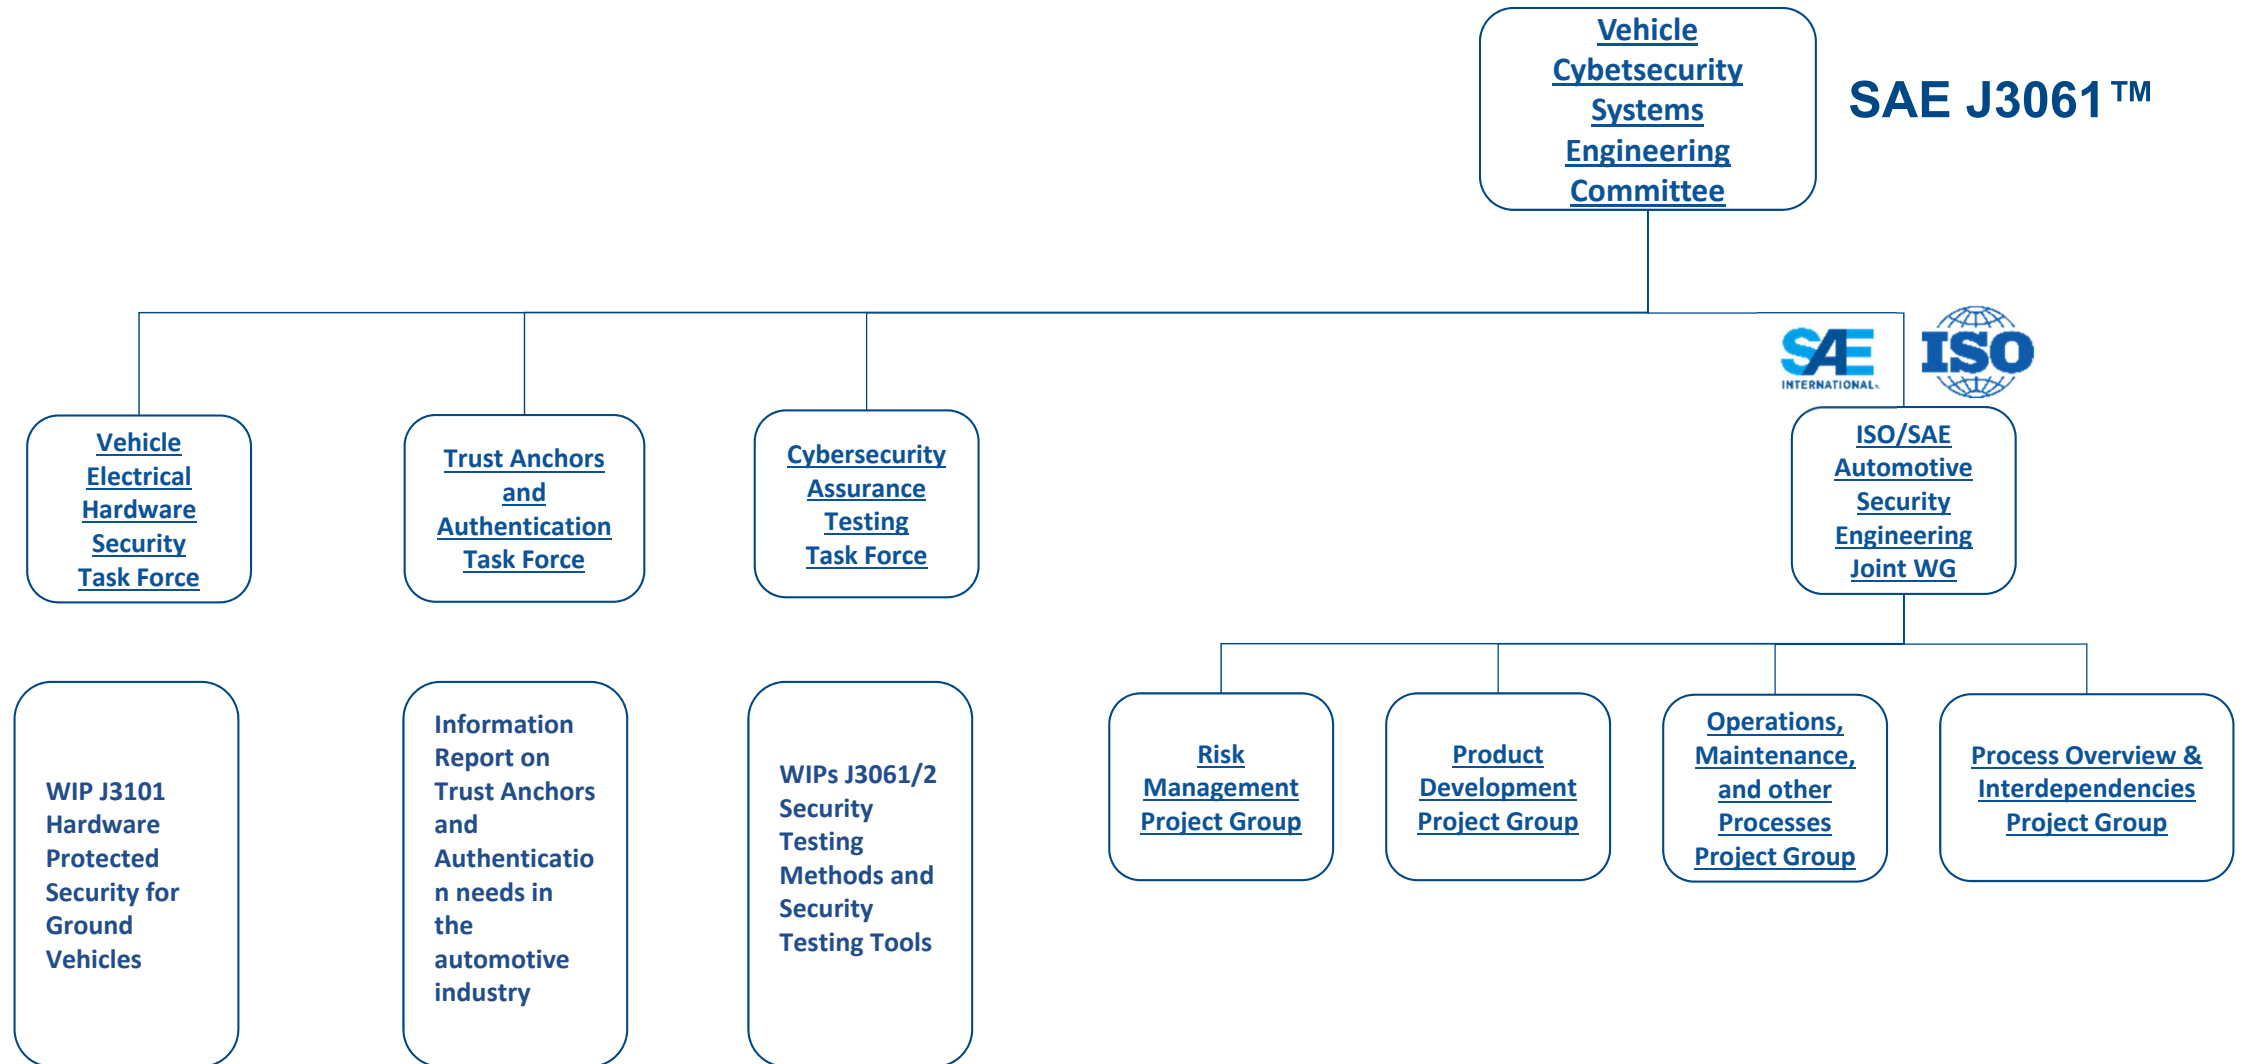 Vehicle
Cybetsecurity
Systems
Engineering
Committee
SAE J3061™
SAE
INTERNATIONAL
ISO
Vehicle
Electrical
Hardware
Security
Task Force
Trust Anchors
and
Authentication
Task Force
Cybersecurity
Assurance
Testing
Task Force
ISO/SAE
Automotive
Security
Engineering
Joint WG
WIP J3101
Hardware
Protected
Security for
Ground
Vehicles
Information
Report on
Trust Anchors
and
Authenticatio
n needs in
the
automotive
industry
WIPs J3061/2
Security
Testing
Methods and
Security
Testing Tools
Risk
Management
Project Group
Product
Development
Project Group
Operations,
Maintenance,
and other
Processes
Project Group
Process Overview &
Interdependencies
Project Group